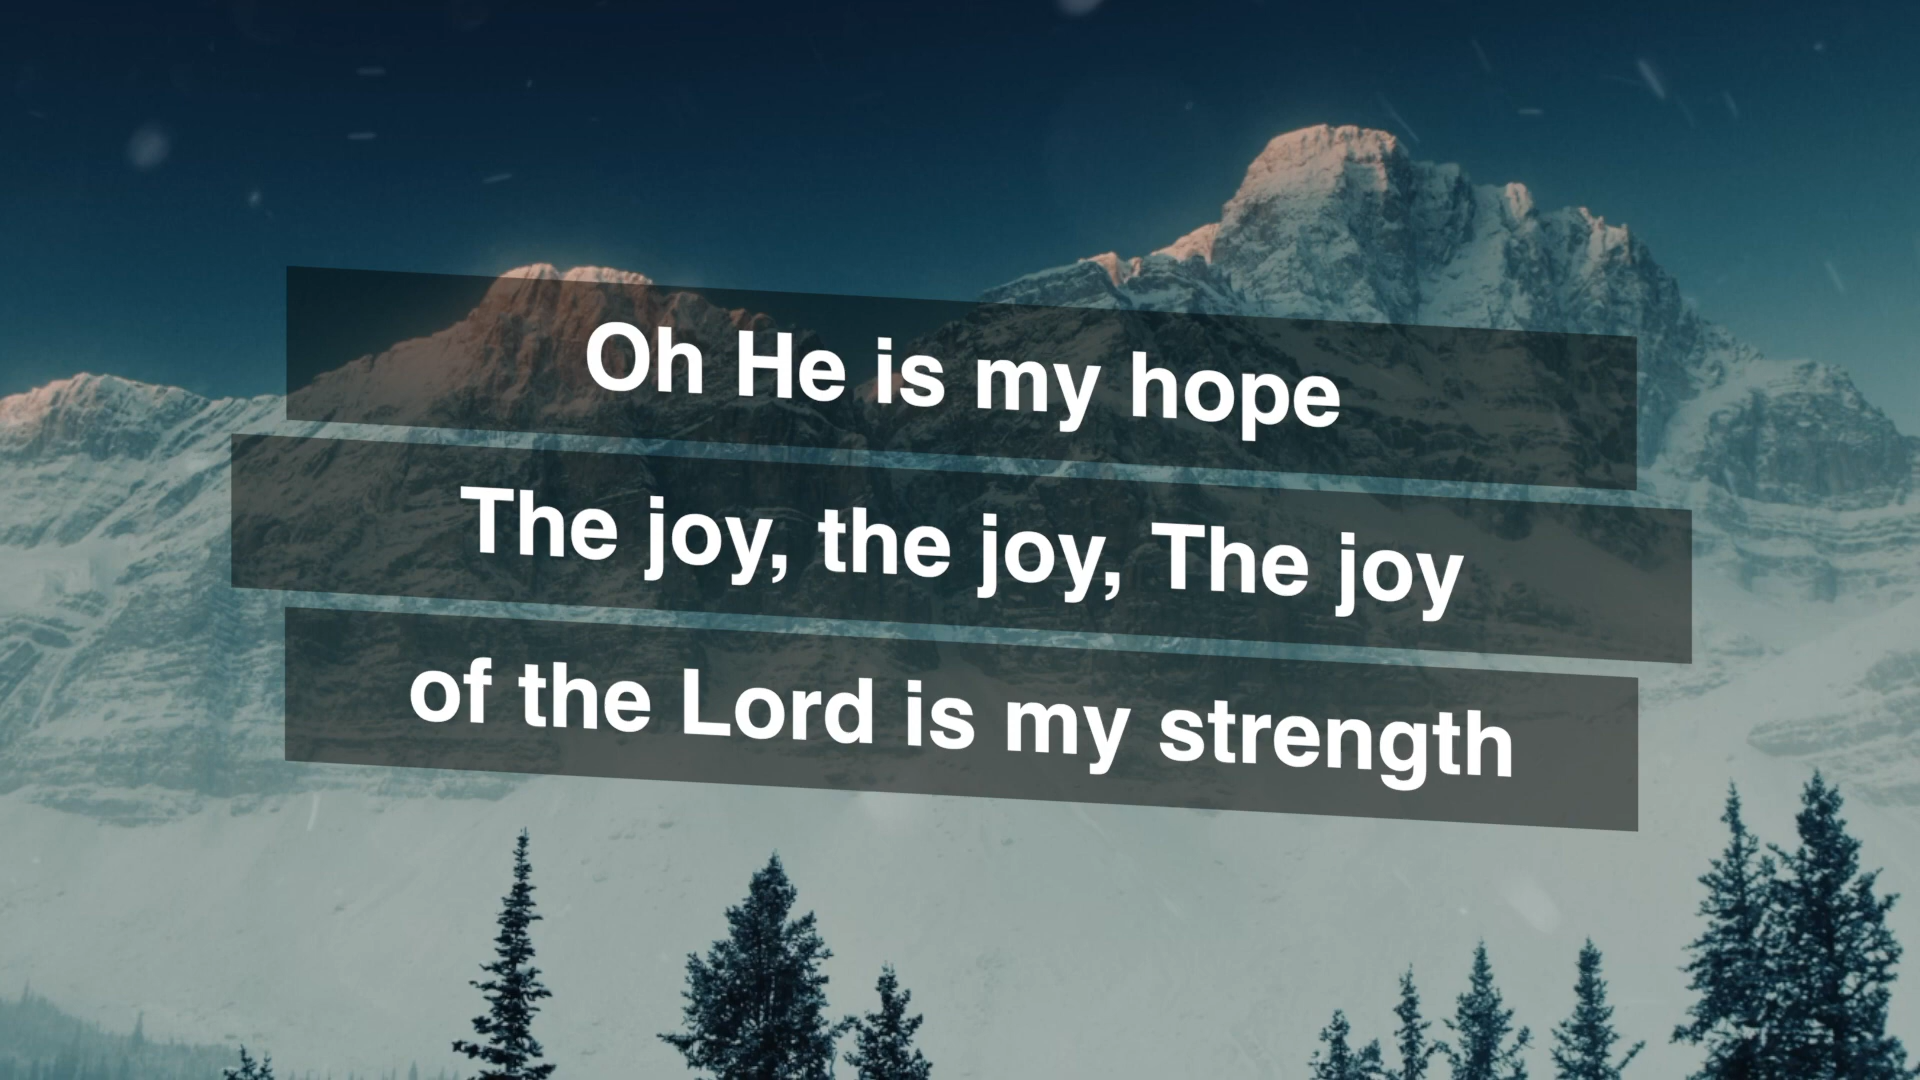 Oh He is my hope
The joy, the joy, The joy
of the Lord is my strength